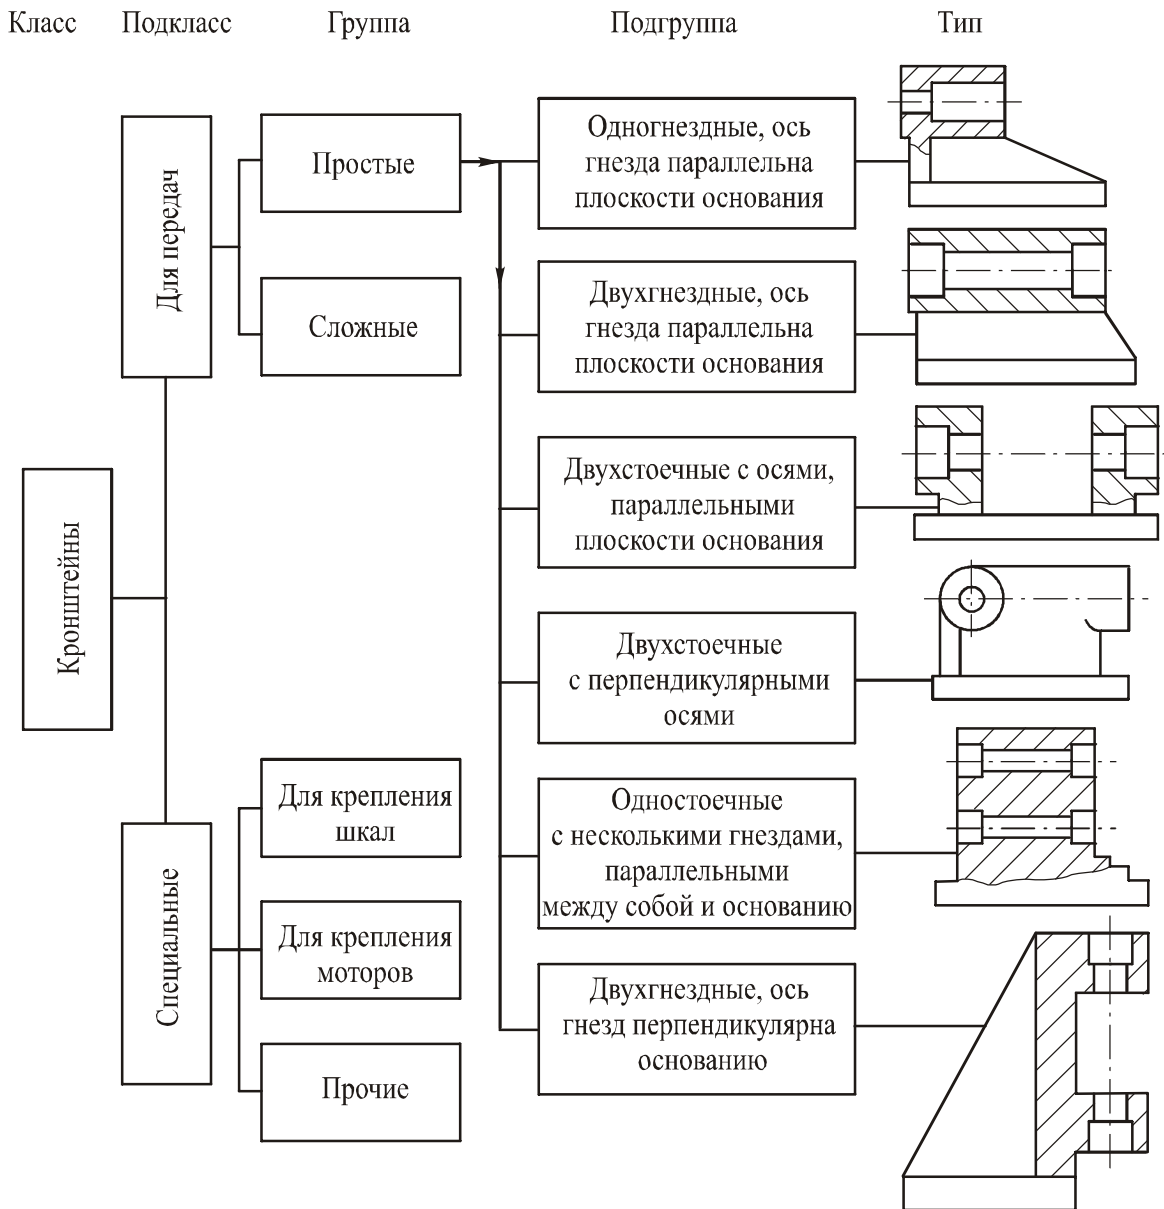 Класс
Подкласс
Группа
Подгруппа
Тип
Кронштейны
Для передач
Специальные
Простые
Сложные
Для крепления
шкал
Для крепления
моторов
Прочие
Одногнездные, ось
гнезда параллельна
плоскости основания
Двухгнездные, ось
гнезда параллельна
плоскости основания
Двухстоечные с осями,
параллельными
плоскости основания
Двухстоечные
с перпендикулярными
осями
Одностоечные
с несколькими гнездами,
параллельными
между собой и основанию
Двухгнездные, ось
гнезд перпендикулярна
основанию